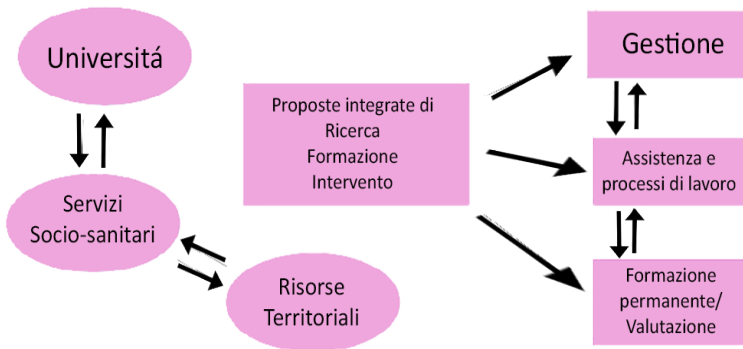 Universitá
Servizi
Socio-sanitari
Risorse
Territoriali
Proposte integrate di
Ricerca
Formazione
Intervento
Gestione
Assistenza e
processi di lavoro
Formazione
permanente/
Valutazione